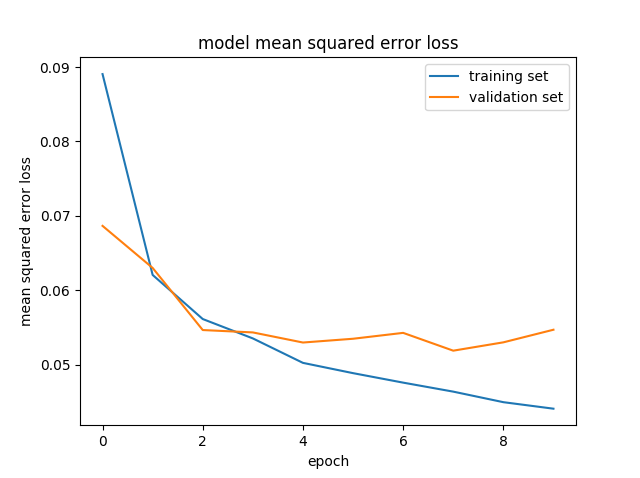 model mean squared error loss
training set
validation set
0.09
0.08
0.07
0.06
0.05
mean squared error loss
0
2
4
6
8
epoch